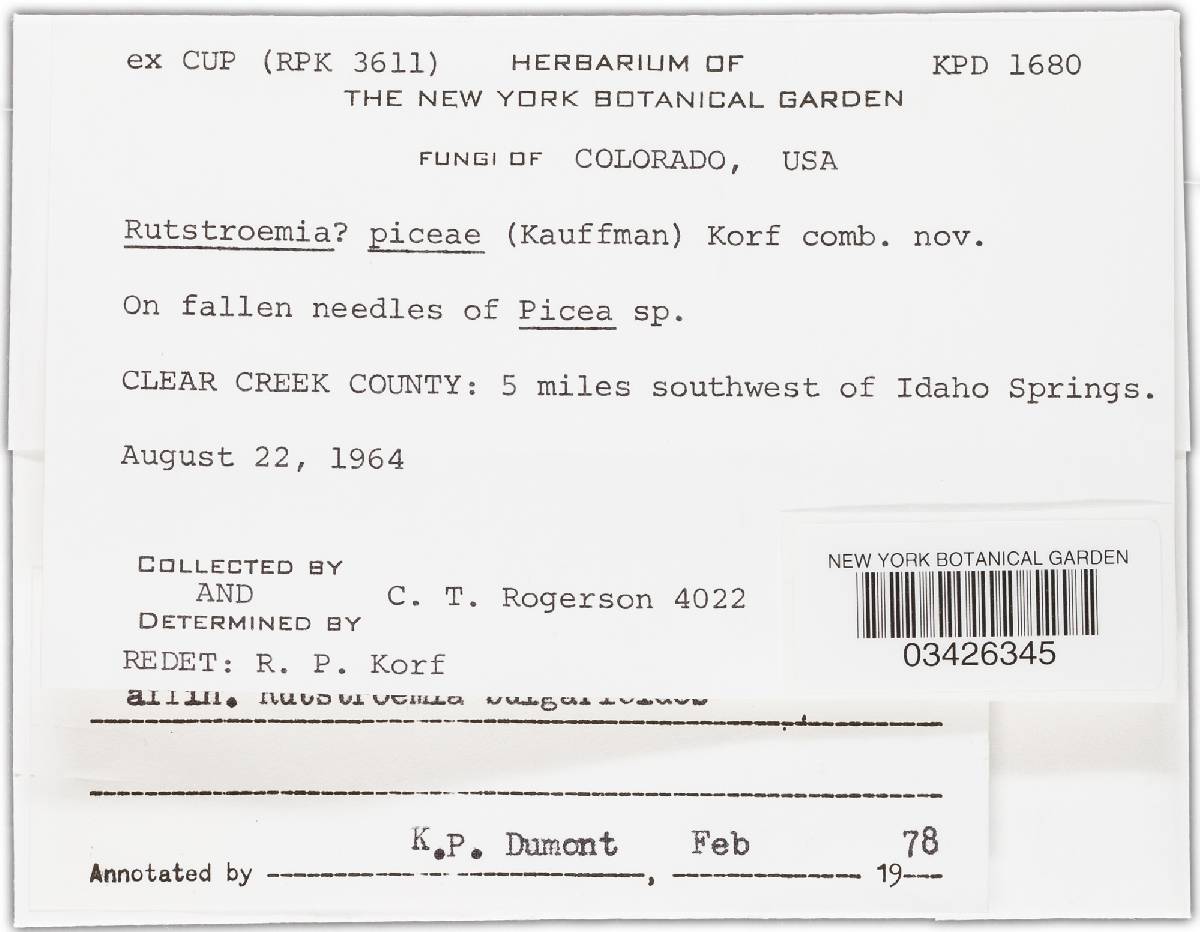 ex CUP (RPK 3611) HERBARIUM OF KPD 1680
THE NEW YORK BOTANICAL GARDEN
FUNGI OF COLORADO, USA
Rutstroemia? piceae (Kauffman) Korf comb. nov.
On fallen needles of Picea sp.
CLEAR CREEK COUNTY: 5 miles southwest of Idaho Springs.
August 22, 1964
COLLECTED BY
AND C. T. Rogerson 4022
DETERMINED BY
REDET: R. P. Korf
NEW YORK BOTANICAL GARDEN
03426345
affin. Rutstroemia bulgarioides
K.P. Dumont Feb 78
Annotated by , 19